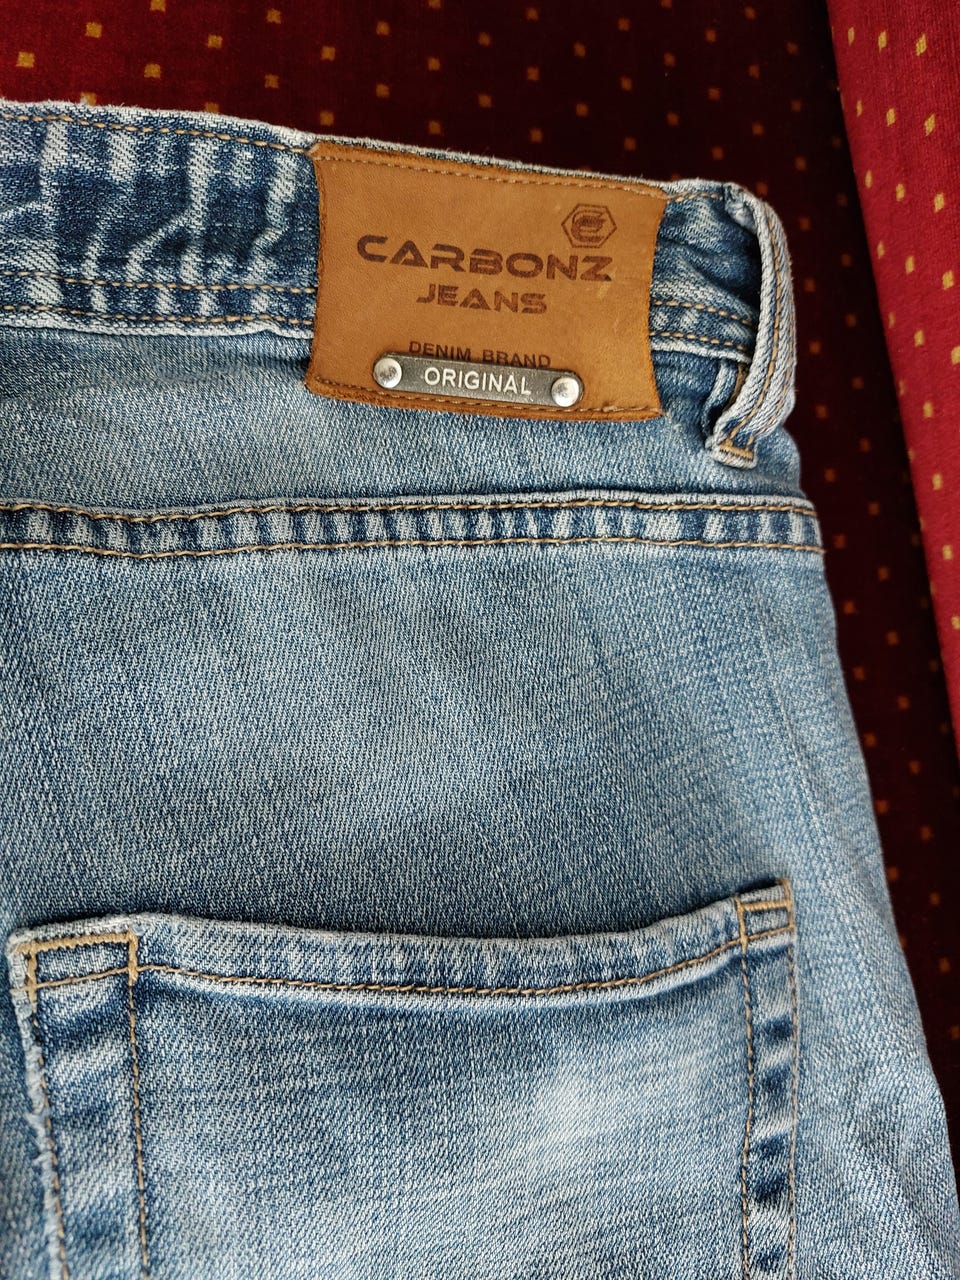 CARBONZ
JEANS
DENIM BRAND
ORIGINAL